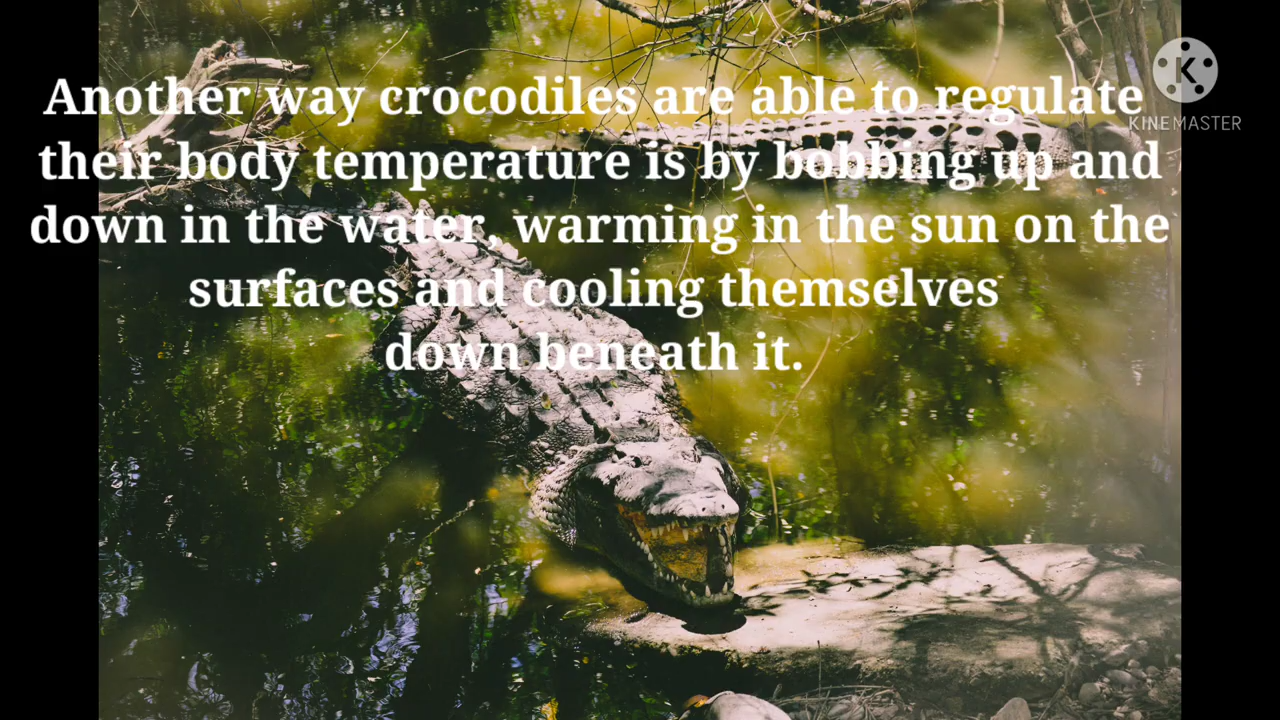 Another way crocodiles are able to regulate
their body temperature is by bobbing up and
down in the water, warming in the sun on the
surfaces and cooling themselves
down beneath it.
K
KINEMASTER